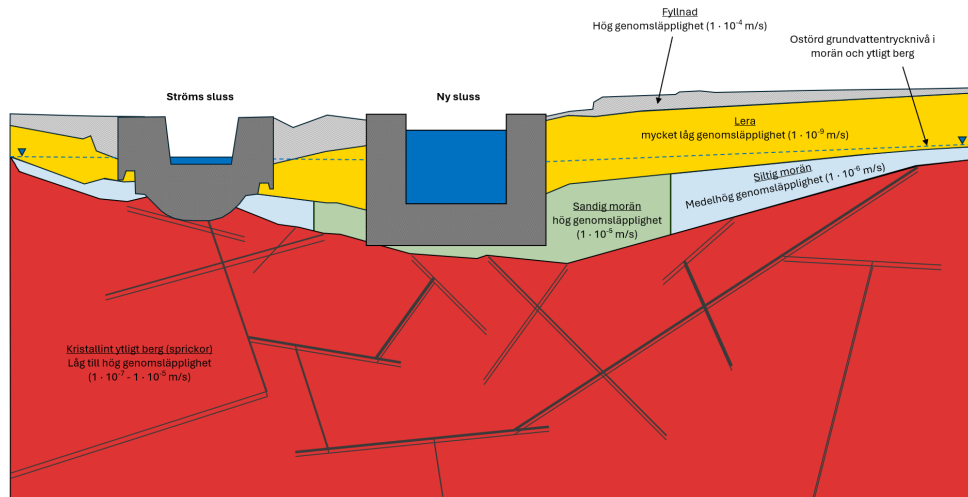 Fyllnad
Hög genomsläpplighet (1 · 10⁻⁴ m/s)
Ostörd grundvattentrycknivå i
morän och ytligt berg
Ströms sluss
Ny sluss
Lera
mycket låg genomsläpplighet (1 · 10⁻⁹ m/s)
Siltig morän
Medelhög genomsläpplighet (1 · 10⁻⁶ m/s)
Sandig morän
hög genomsläpplighet
(1 · 10⁻⁵ m/s)
Kristallint ytligt berg (sprickor)
Låg till hög genomsläpplighet
(1 · 10⁻⁷ - 1 · 10⁻⁵ m/s)